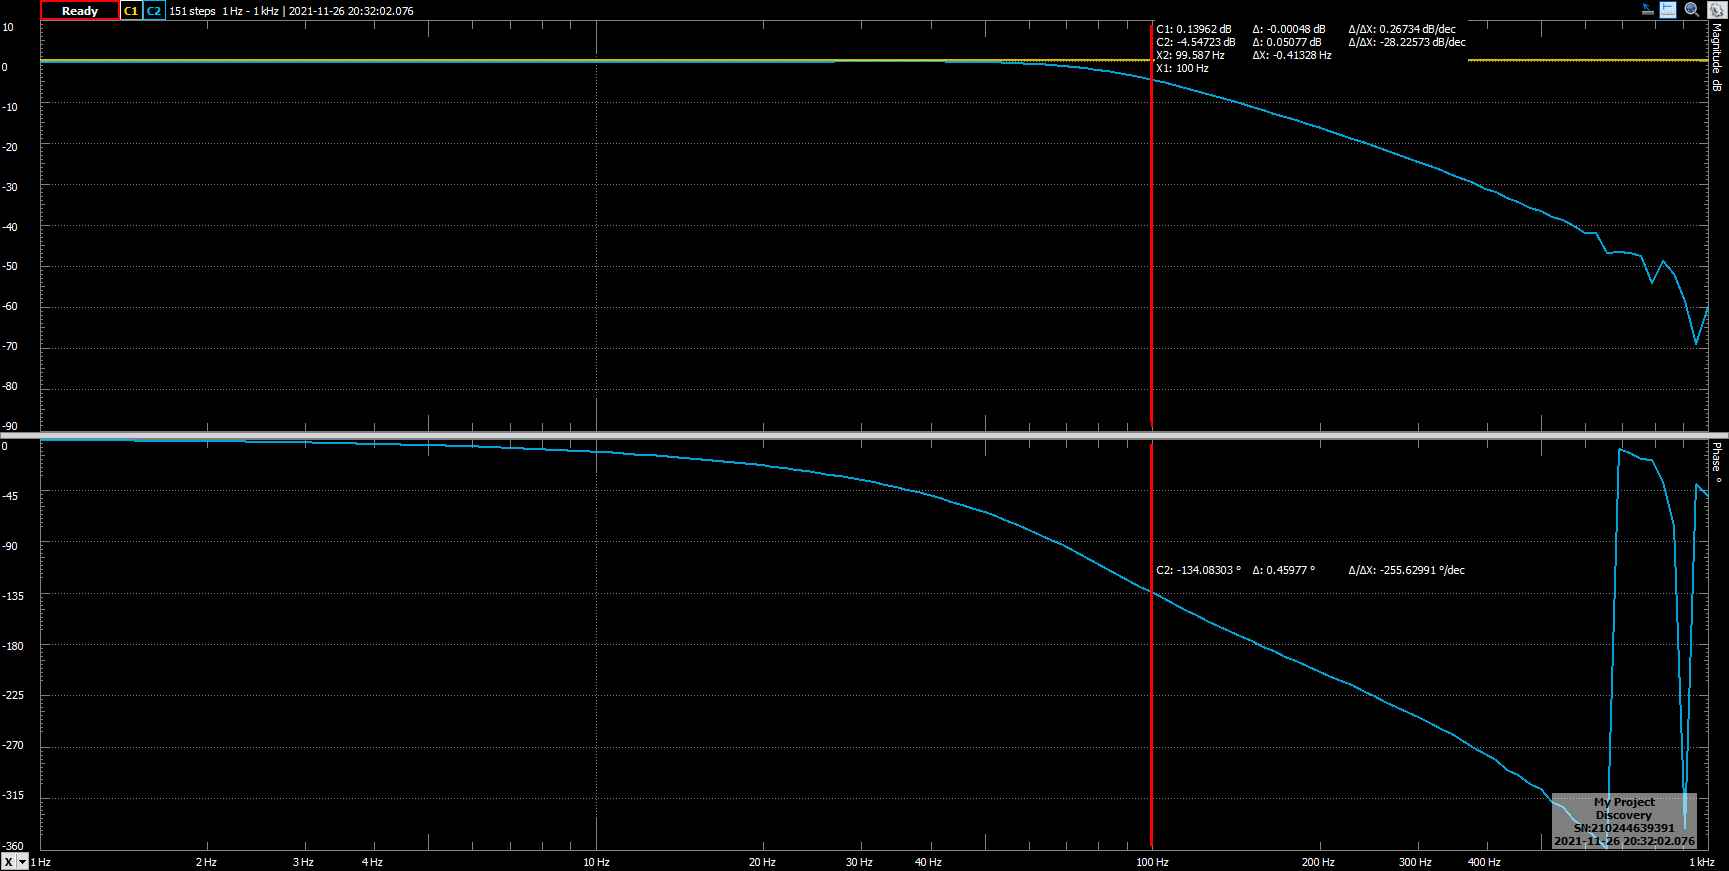 Ready C1 C2 151 steps 1 Hz - 1 kHz | 2021-11-26 20:32:02.076
C1: 0.13962 dB Δ: -0.00048 dB Δ/ΔX: 0.26734 dB/dec
C2: -4.54723 dB Δ: 0.05077 dB Δ/ΔX: -28.22573 dB/dec
X2: 99.587 Hz ΔX: -0.41328 Hz
X1: 100 Hz
Magnitude dB
10
0
-10
-20
-30
-40
-50
-60
-70
-80
-90
Phase °
0
-45
-90
-135
-180
-225
-270
-315
-360
C2: -134.08303 ° Δ: 0.45977 ° Δ/ΔX: -255.62991 °/dec
My Project
Discovery
SN:210244639391
2021-11-26 20:32:02.076
X 1 Hz 2 Hz 3 Hz 4 Hz 10 Hz 20 Hz 30 Hz 40 Hz 100 Hz 200 Hz 300 Hz 400 Hz 1 kHz